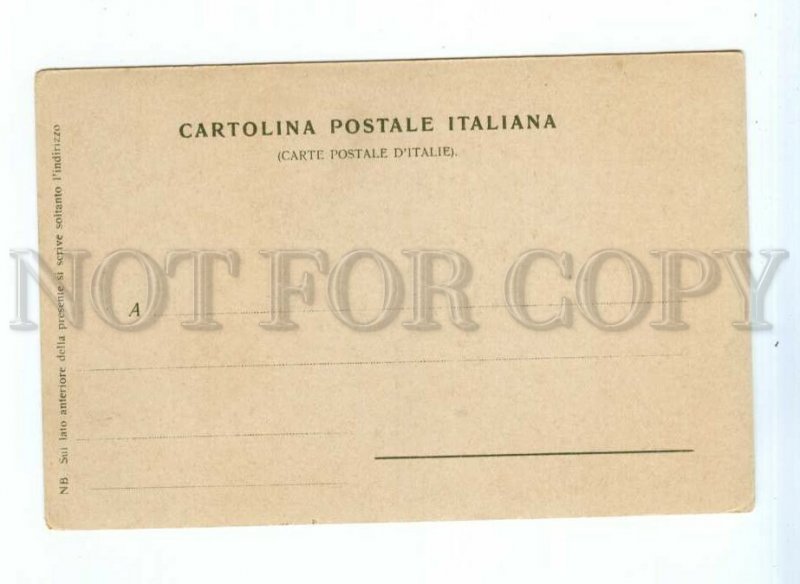 CARTOLINA POSTALE ITALIANA
(CARTE POSTALE D'ITALIE).
NOT FOR COPY
A
NB. Sul lato anteriore della presente si scrive soltanto l'indirizzo